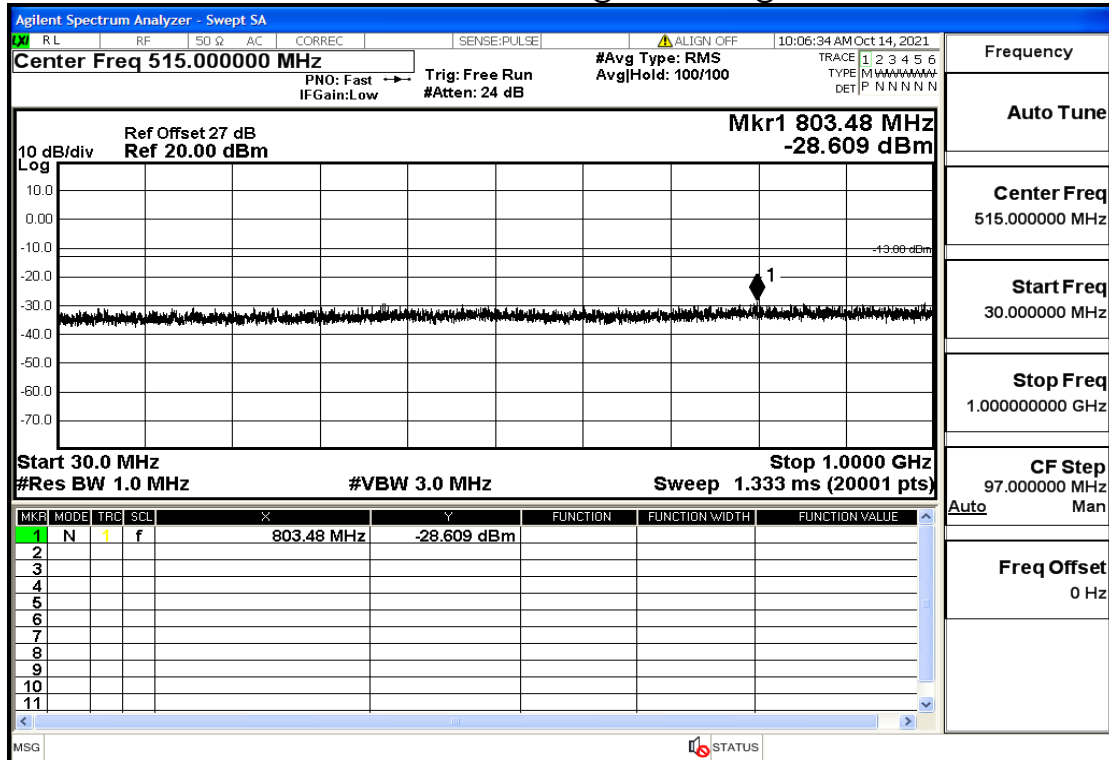 Agilent Spectrum Analyzer - Swept SA
LXI RL RF 50 Ω AC CORREC SENSE:PULSE ALIGN OFF 10:06:34 AM Oct 14, 2021
Center Freq 515.000000 MHz
PNO: Fast
IFGain:Low
Trig: Free Run
#Atten: 24 dB
#Avg Type: RMS
Avg|Hold: 100/100
TRACE 1 2 3 4 5 6
TYPE M WWWWW
DET P N N N N N
Ref Offset 27 dB
10 dB/div Ref 20.00 dBm
Log
Mkr1 803.48 MHz
-28.609 dBm
10.0
0.00
-10.0
-13.00 dBm
-20.0
1
-30.0
-40.0
-50.0
-60.0
-70.0
Start 30.0 MHz Stop 1.0000 GHz
#Res BW 1.0 MHz #VBW 3.0 MHz Sweep 1.333 ms (20001 pts)
MKR MODE TRC SCL X Y FUNCTION FUNCTION WIDTH FUNCTION VALUE
1 N 1 f 803.48 MHz -28.609 dBm
2
3
4
5
6
7
8
9
10
11
MSG STATUS
Frequency
Auto Tune
Center Freq
515.000000 MHz
Start Freq
30.000000 MHz
Stop Freq
1.000000000 GHz
CF Step
97.000000 MHz
Auto Man
Freq Offset
0 Hz